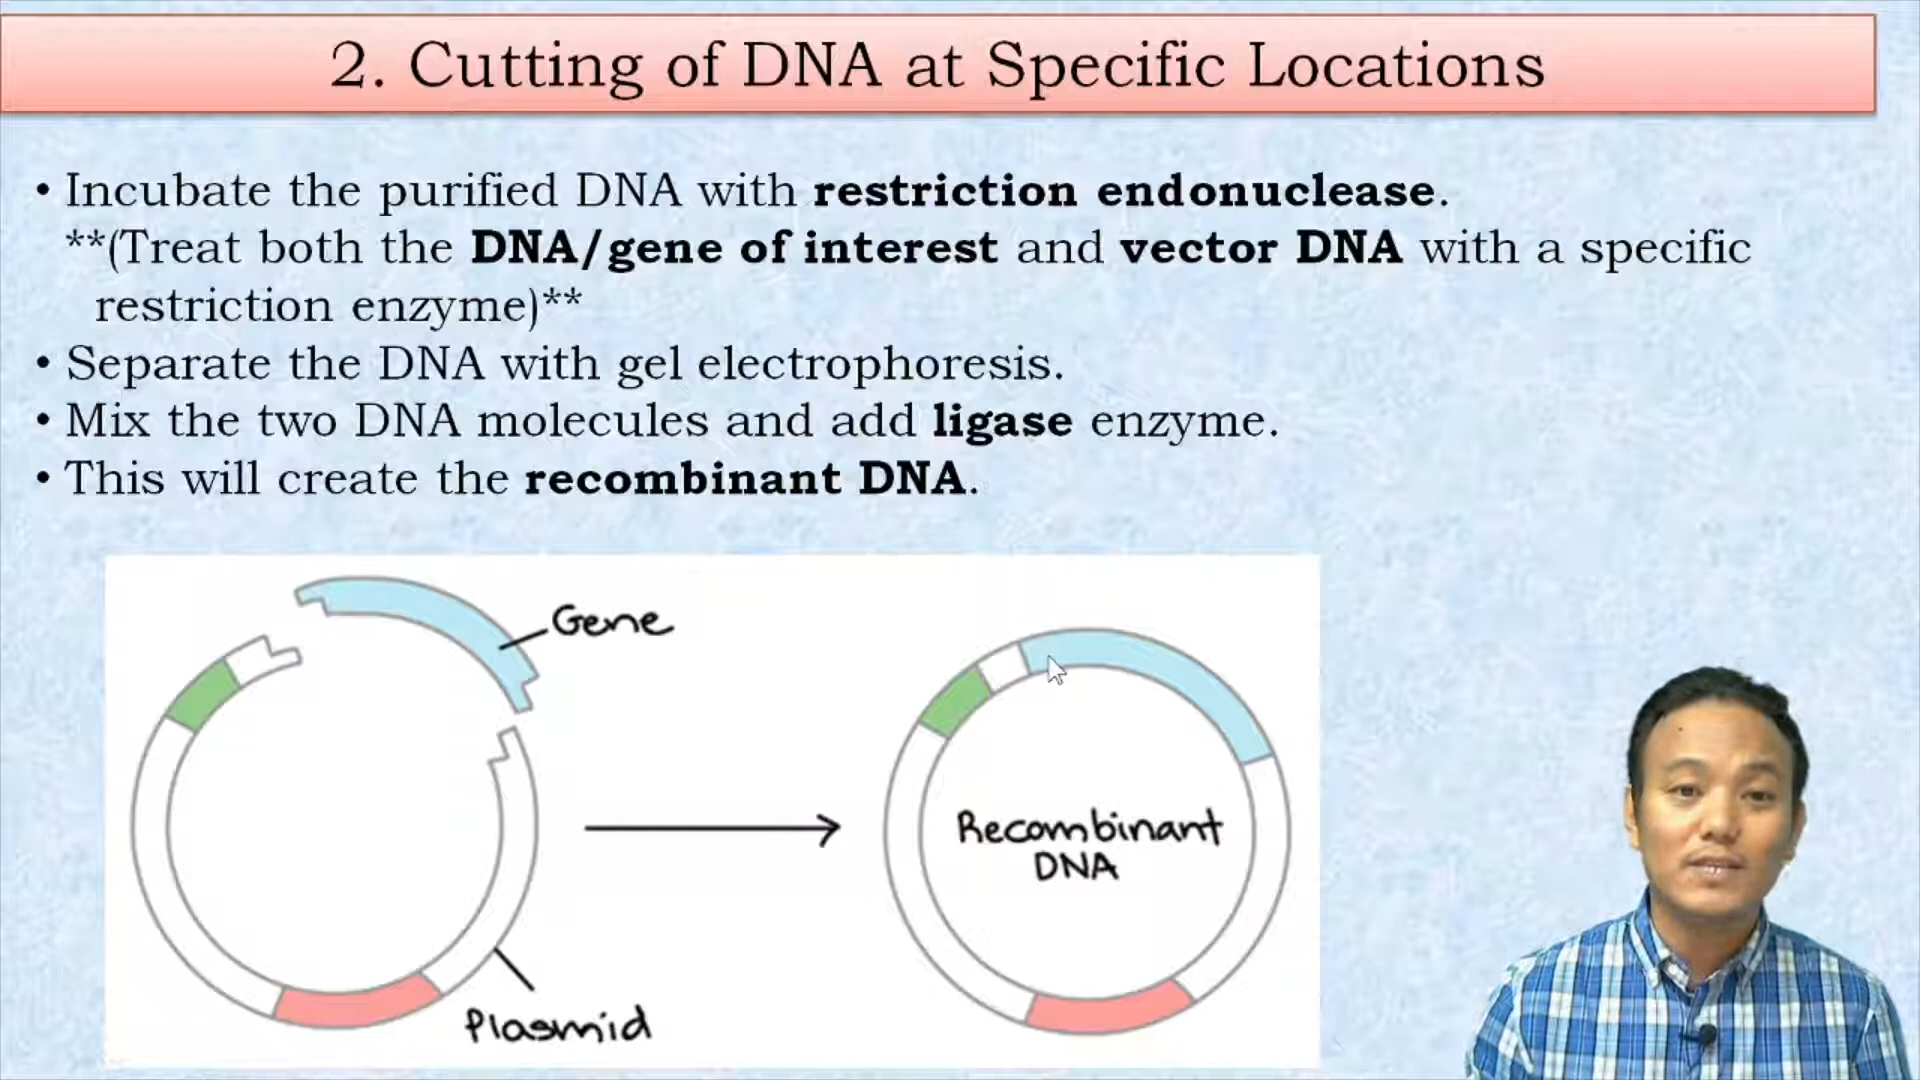 2. Cutting of DNA at Specific Locations
• Incubate the purified DNA with restriction endonuclease.
**(Treat both the DNA/gene of interest and vector DNA with a specific
restriction enzyme)**
• Separate the DNA with gel electrophoresis.
• Mix the two DNA molecules and add ligase enzyme.
• This will create the recombinant DNA.
Gene
Recombinant
DNA
Plasmid